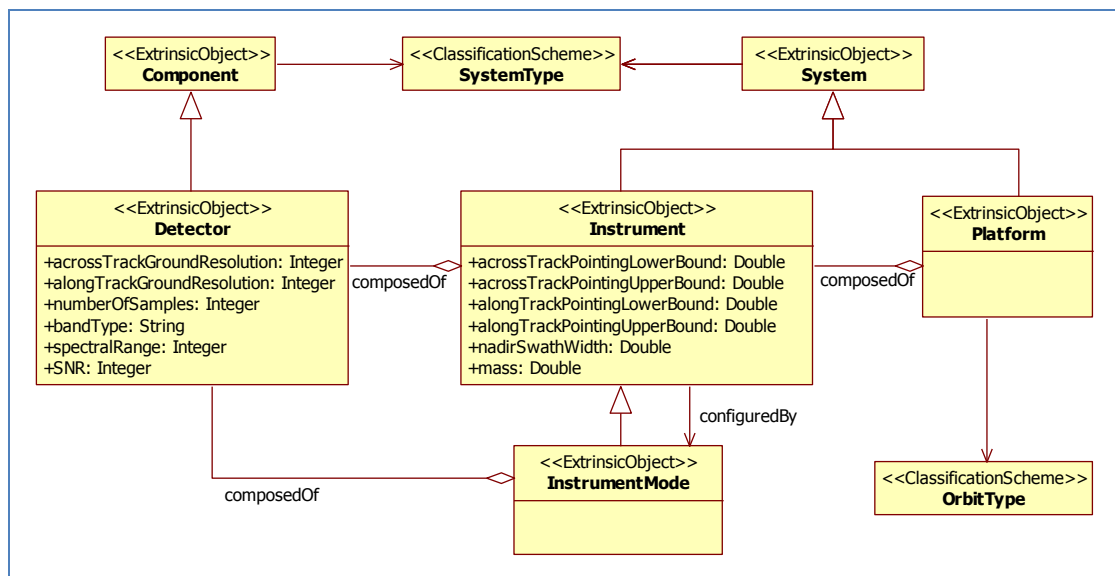 <<ExtrinsicObject>>
Component
<<ClassificationScheme>>
SystemType
<<ExtrinsicObject>>
System
<<ExtrinsicObject>>
Detector
+acrossTrackGroundResolution: Integer
+alongTrackGroundResolution: Integer
+numberOfSamples: Integer
+bandType: String
+spectralRange: Integer
+SNR: Integer
composedOf
<<ExtrinsicObject>>
Instrument
+acrossTrackPointingLowerBound: Double
+acrossTrackPointingUpperBound: Double
+alongTrackPointingLowerBound: Double
+alongTrackPointingUpperBound: Double
+nadirSwathWidth: Double
+mass: Double
composedOf
<<ExtrinsicObject>>
Platform
configuredBy
composedOf
<<ExtrinsicObject>>
InstrumentMode
<<ClassificationScheme>>
OrbitType